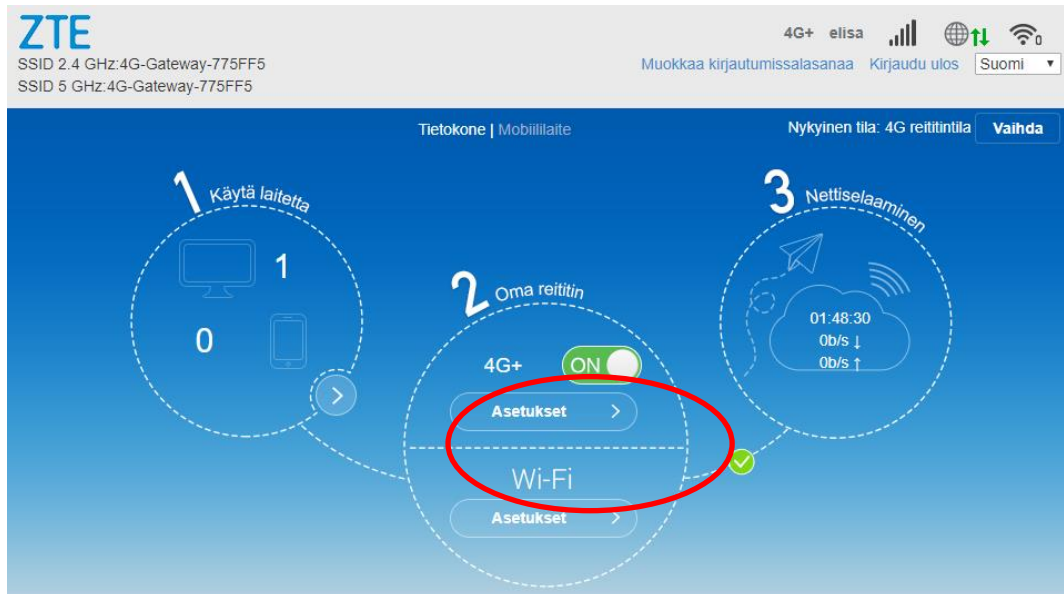 ZTE
4G+ elisa
0
SSID 2.4 GHz:4G-Gateway-775FF5
SSID 5 GHz:4G-Gateway-775FF5
Muokkaa kirjautumissalasanaa Kirjaudu ulos Suomi
Tietokone | Mobiililaite
Nykyinen tila: 4G reititintila Vaihda
1 Käytä laitetta
1
0
2 Oma reititin
4G+ ON
Asetukset
Wi-Fi
Asetukset
3 Nettiselaaminen
01:48:30
0b/s ↓
0b/s ↑